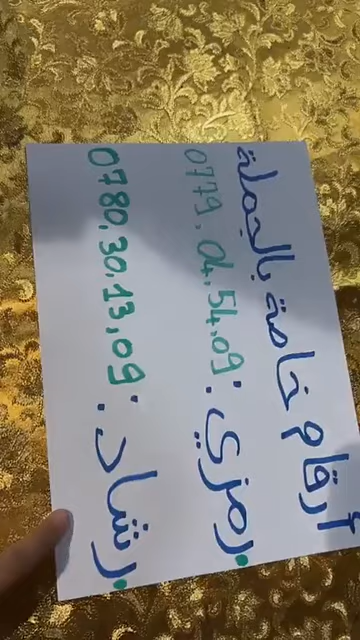 أرقام خاصة بالجملة
رمزي : 0779.04.54.09
رشاد : 0780.30.13.09